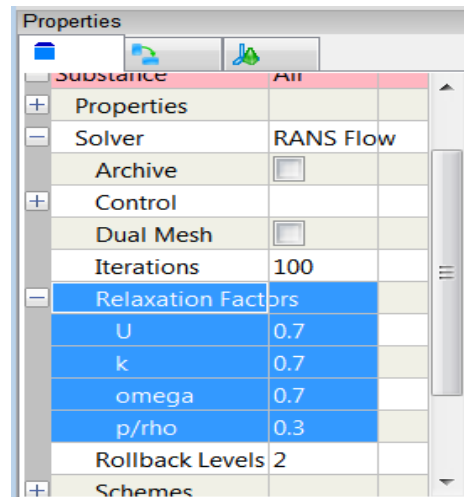 Properties
Substance Air
Properties
Solver RANS Flow
Archive
Control
Dual Mesh
Iterations 100
Relaxation Factors
U 0.7
k 0.7
omega 0.7
p/rho 0.3
Rollback Levels 2
Schemes